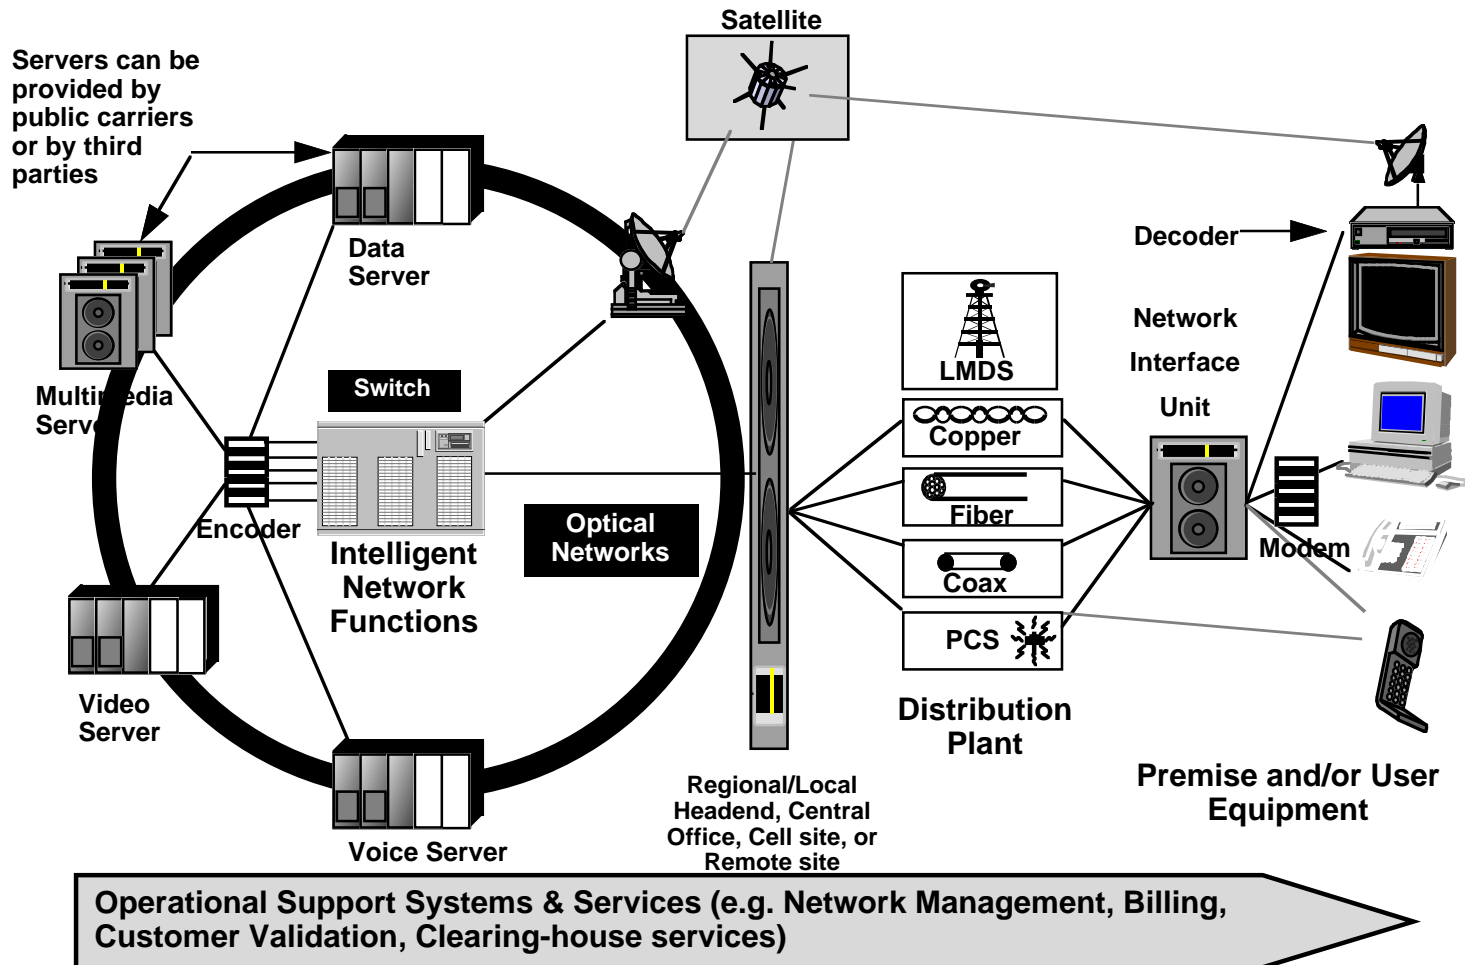 Satellite
Servers can be
provided by
public carriers
or by third
parties
Data
Server
Decoder
Network
Interface
Unit
LMDS
Switch
Multimedia
Server
Copper
Fiber
Encoder
Optical
Networks
Modem
Intelligent
Network
Functions
Coax
PCS
Video
Server
Distribution
Plant
Premise and/or User
Equipment
Regional/Local
Headend, Central
Office, Cell site, or
Remote site
Voice Server
Operational Support Systems & Services (e.g. Network Management, Billing,
Customer Validation, Clearing-house services)